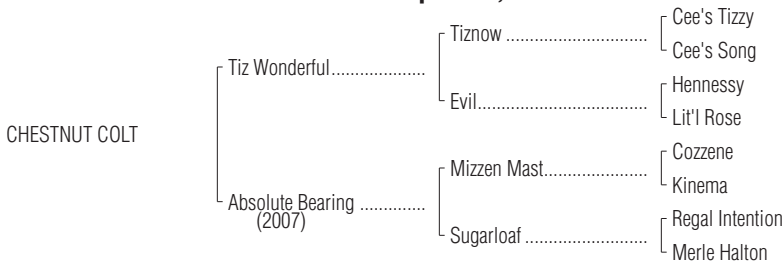 Cee's Tizzy
Tiznow ................................
Cee's Song
Tiz Wonderful.....................
Hennessy
Evil......................................
Lit'l Rose
CHESTNUT COLT
Cozzene
Mizzen Mast.......................
Kinema
Absolute Bearing ..............
(2007)
Regal Intention
Sugarloaf ...........................
Merle Halton